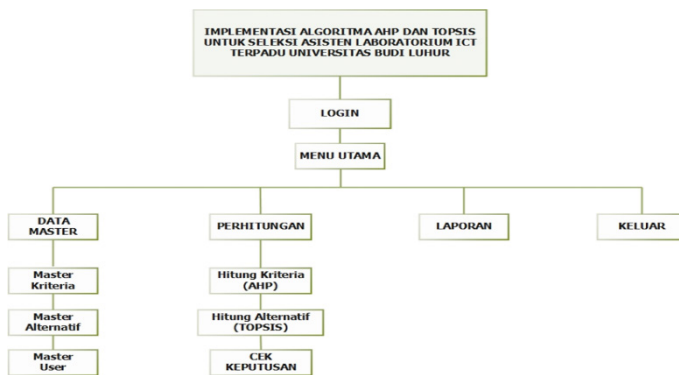 IMPLEMENTASI ALGORITMA AHP DAN TOPSIS
UNTUK SELEKSI ASISTEN LABORATORIUM ICT
TERPADU UNIVERSITAS BUDI LUHUR
LOGIN
MENU UTAMA
DATA
MASTER
PERHITUNGAN
LAPORAN
KELUAR
Master
Kriteria
Hitung Kriteria
(AHP)
Master
Alternatif
Hitung Alternatif
(TOPSIS)
Master
User
CEK
KEPUTUSAN